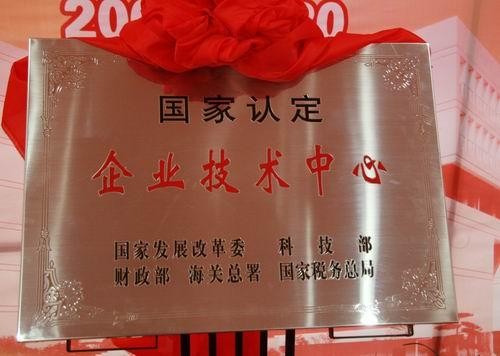 国家认定
企业技术中心
国家发展改革委 科技部
财政部 海关总署 国家税务总局